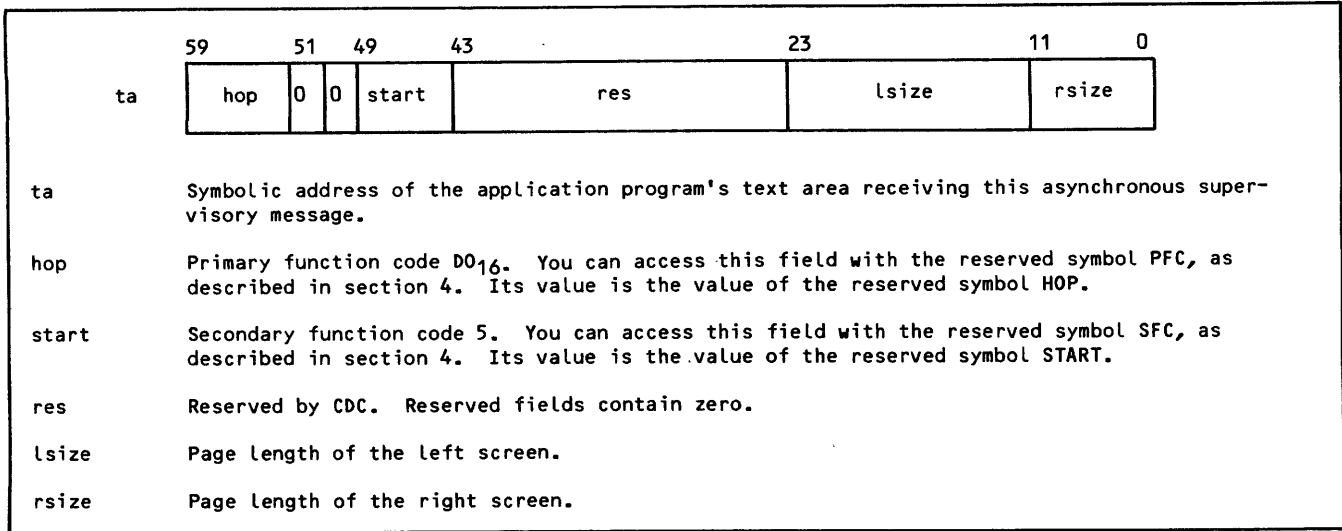 59 51 49 43 23 11 0
ta hop 0 0 start res lsize rsize
ta Symbolic address of the application program's text area receiving this asynchronous super-
visory message.
hop Primary function code D0₁₆. You can access this field with the reserved symbol PFC, as
described in section 4. Its value is the value of the reserved symbol HOP.
start Secondary function code 5. You can access this field with the reserved symbol SFC, as
described in section 4. Its value is the value of the reserved symbol START.
res Reserved by CDC. Reserved fields contain zero.
lsize Page length of the left screen.
rsize Page length of the right screen.